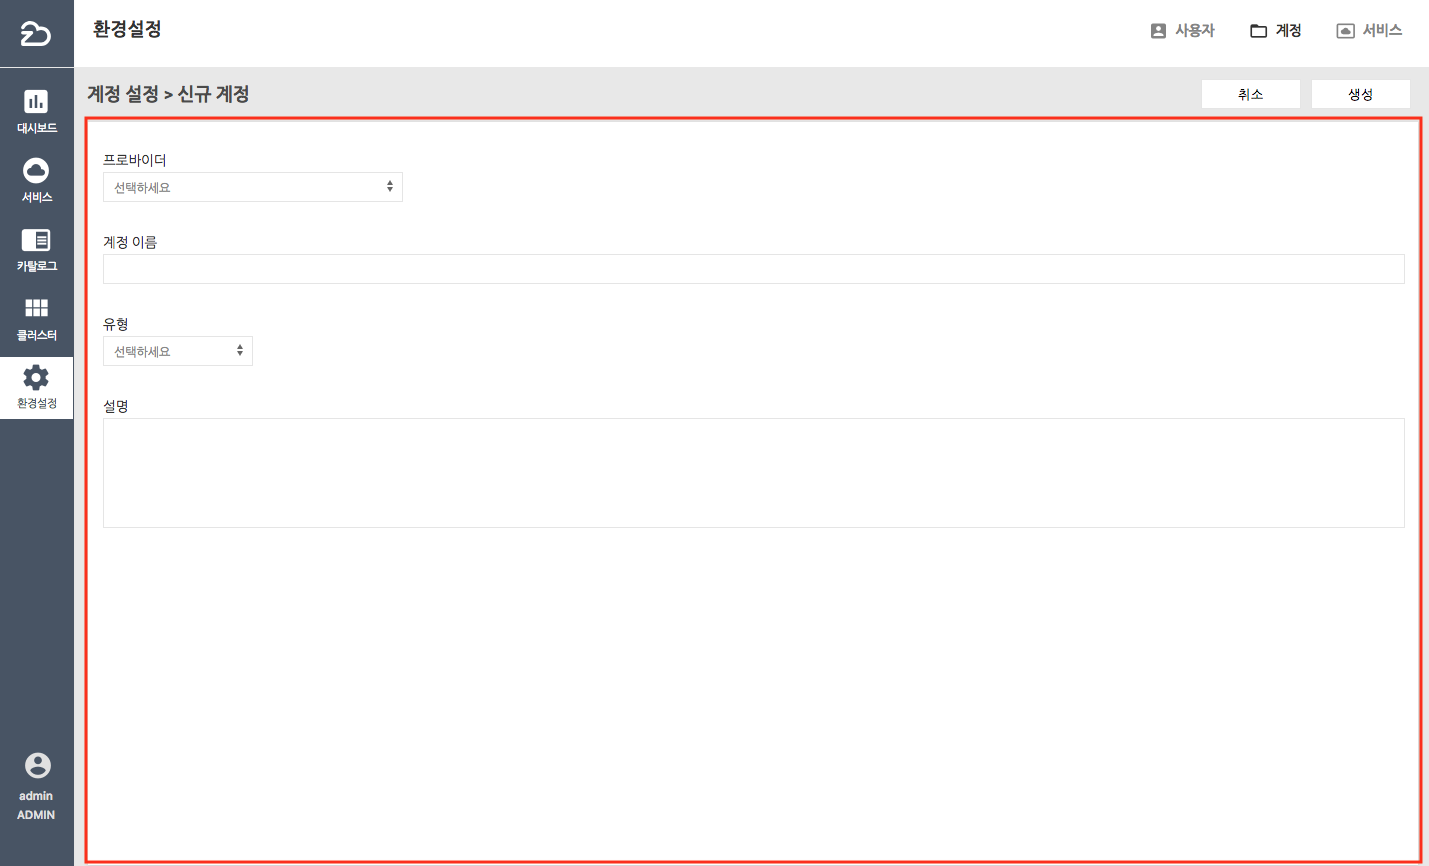 환경설정
사용자
계정
서비스
대시보드
서비스
카탈로그
클러스터
환경설정
admin
ADMIN
계정 설정 > 신규 계정
취소
생성
프로바이더
선택하세요
계정 이름
유형
선택하세요
설명